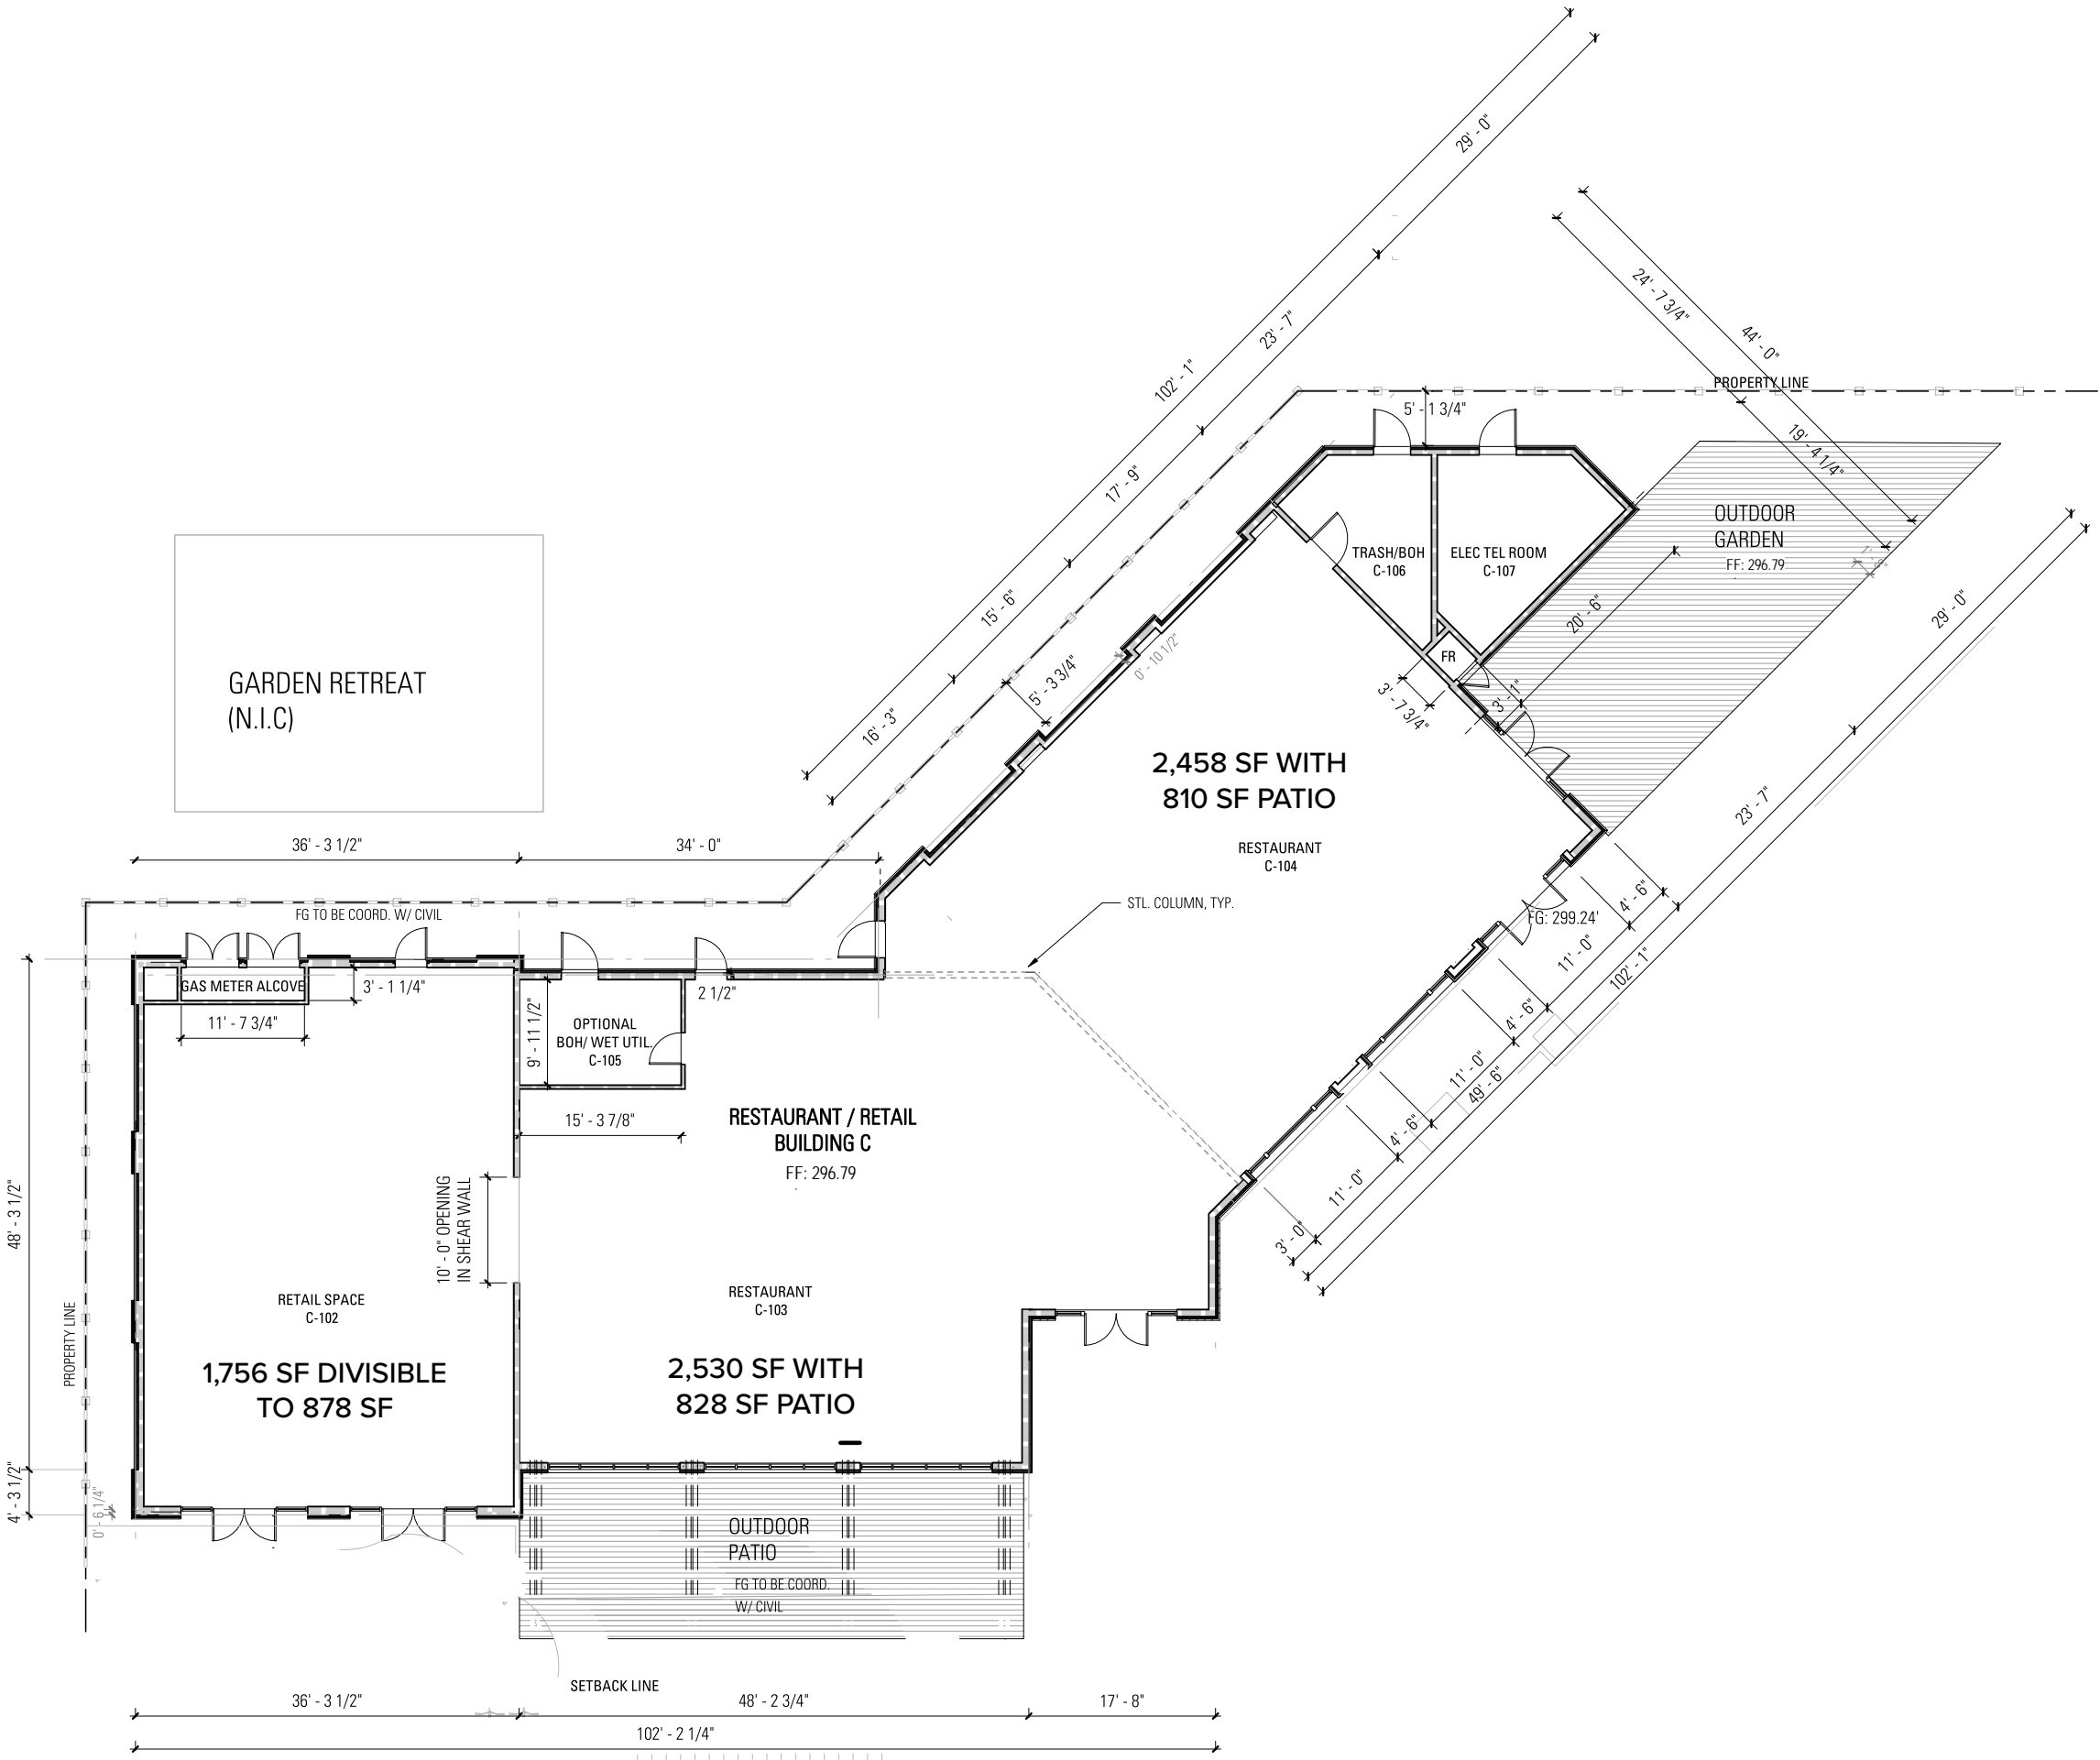 29' - 0"
24' - 7 3/4"
44' - 0"
23' - 7"
102' - 1"
PROPERTY LINE
5' - 1 3/4"
19' - 4 1/4"
17' - 9"
OUTDOOR
GARDEN
FF: 296.79
TRASH/BOH
C-106
ELEC TEL ROOM
C-107
15' - 6"
20' - 6"
29' - 0"
0' - 10 1/2"
FR
5' - 3 3/4"
3' - 7 3/4"
3' - 1"
GARDEN RETREAT
(N.I.C)
16' - 3"
2,458 SF WITH
810 SF PATIO
23' - 7"
36' - 3 1/2"
34' - 0"
RESTAURANT
C-104
STL. COLUMN, TYP.
4' - 6"
FG TO BE COORD. W/ CIVIL
FG: 299.24'
11' - 0"
102' - 1"
GAS METER ALCOVE
3' - 1 1/4"
2 1/2"
11' - 7 3/4"
9' - 11 1/2"
OPTIONAL
BOH/ WET UTIL.
C-105
4' - 6"
11' - 0"
49' - 6"
15' - 3 7/8"
RESTAURANT / RETAIL
BUILDING C
FF: 296.79
4' - 6"
11' - 0"
3' - 0"
48' - 3 1/2"
10' - 0" OPENING
IN SHEAR WALL
RETAIL SPACE
C-102
RESTAURANT
C-103
PROPERTY LINE
1,756 SF DIVISIBLE
TO 878 SF
2,530 SF WITH
828 SF PATIO
4' - 3 1/2"
0' - 6 1/4"
OUTDOOR
PATIO
FG TO BE COORD.
W/ CIVIL
SETBACK LINE
36' - 3 1/2"
48' - 2 3/4"
17' - 8"
102' - 2 1/4"